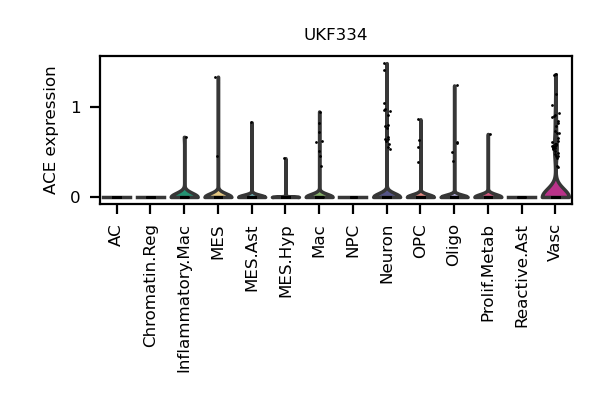 UKF334
ACE expression
1
0
AC
Chromatin.Reg
Inflammatory.Mac
MES
MES.Ast
MES.Hyp
Mac
NPC
Neuron
OPC
Oligo
Prolif.Metab
Reactive.Ast
Vasc